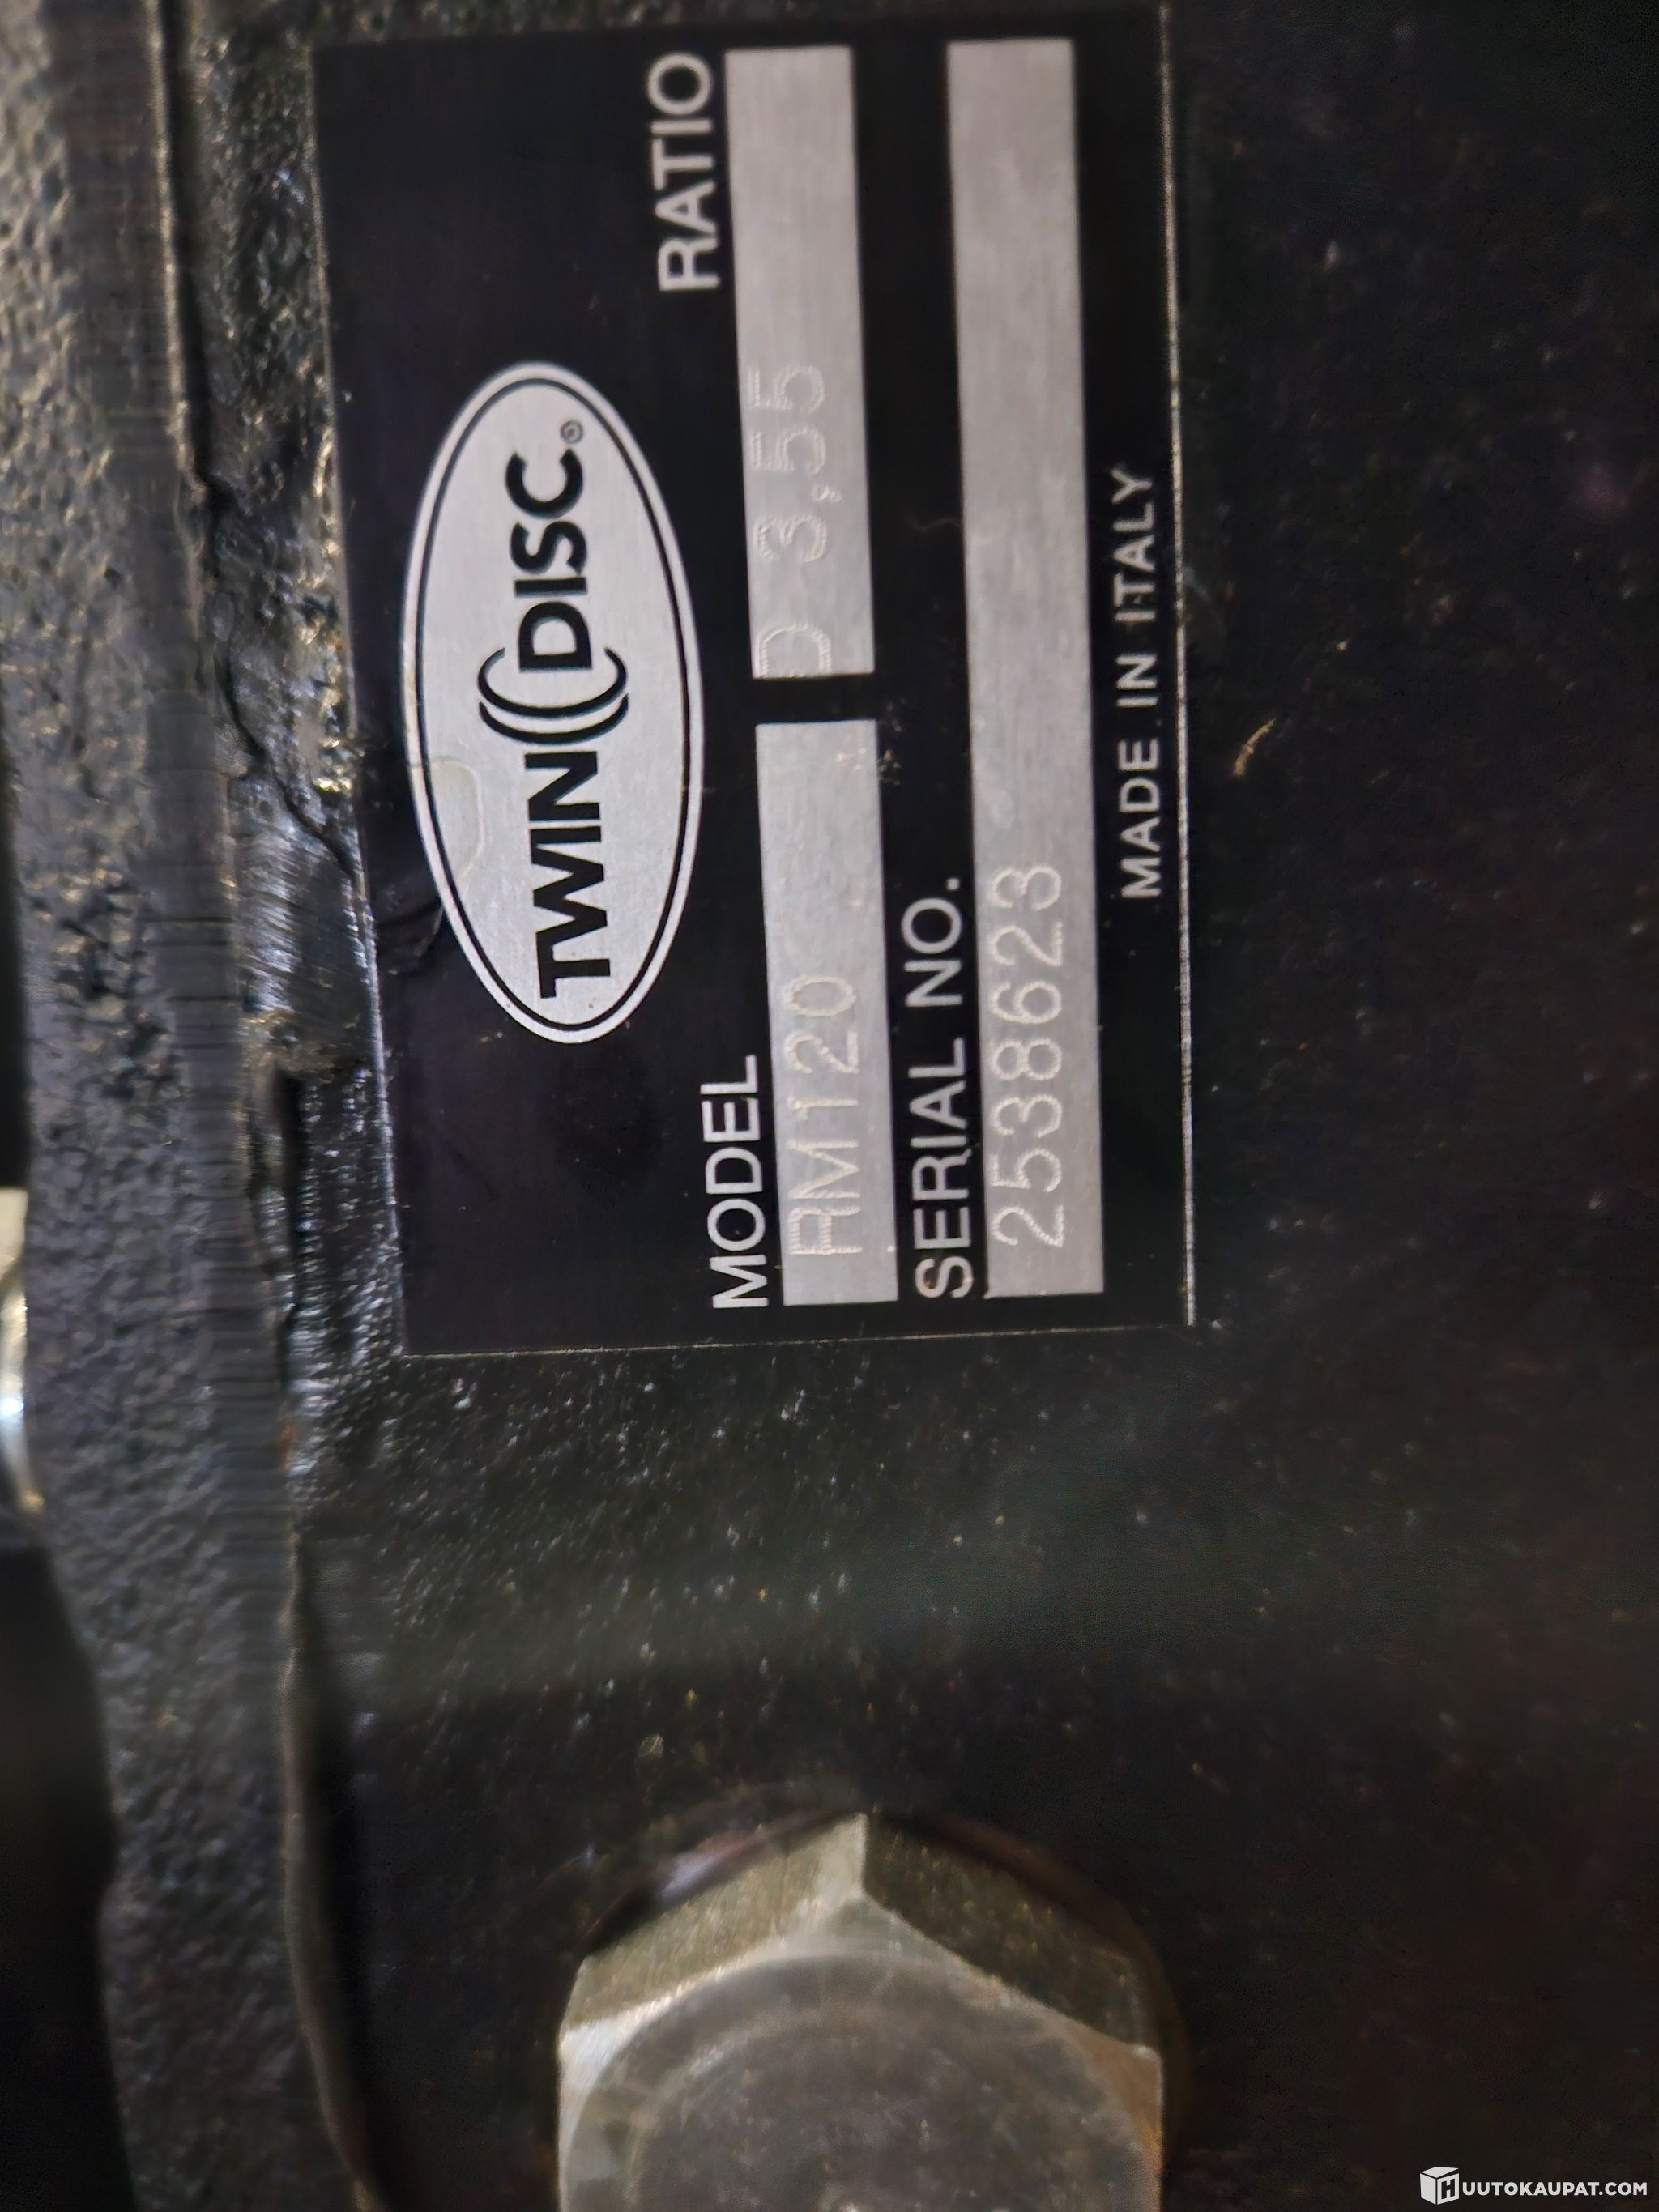 TWIN DISC®
MODEL RATIO
RM120 D 3,55
SERIAL NO.
2538623
MADE IN ITALY
HUUTOKAUPAT.COM